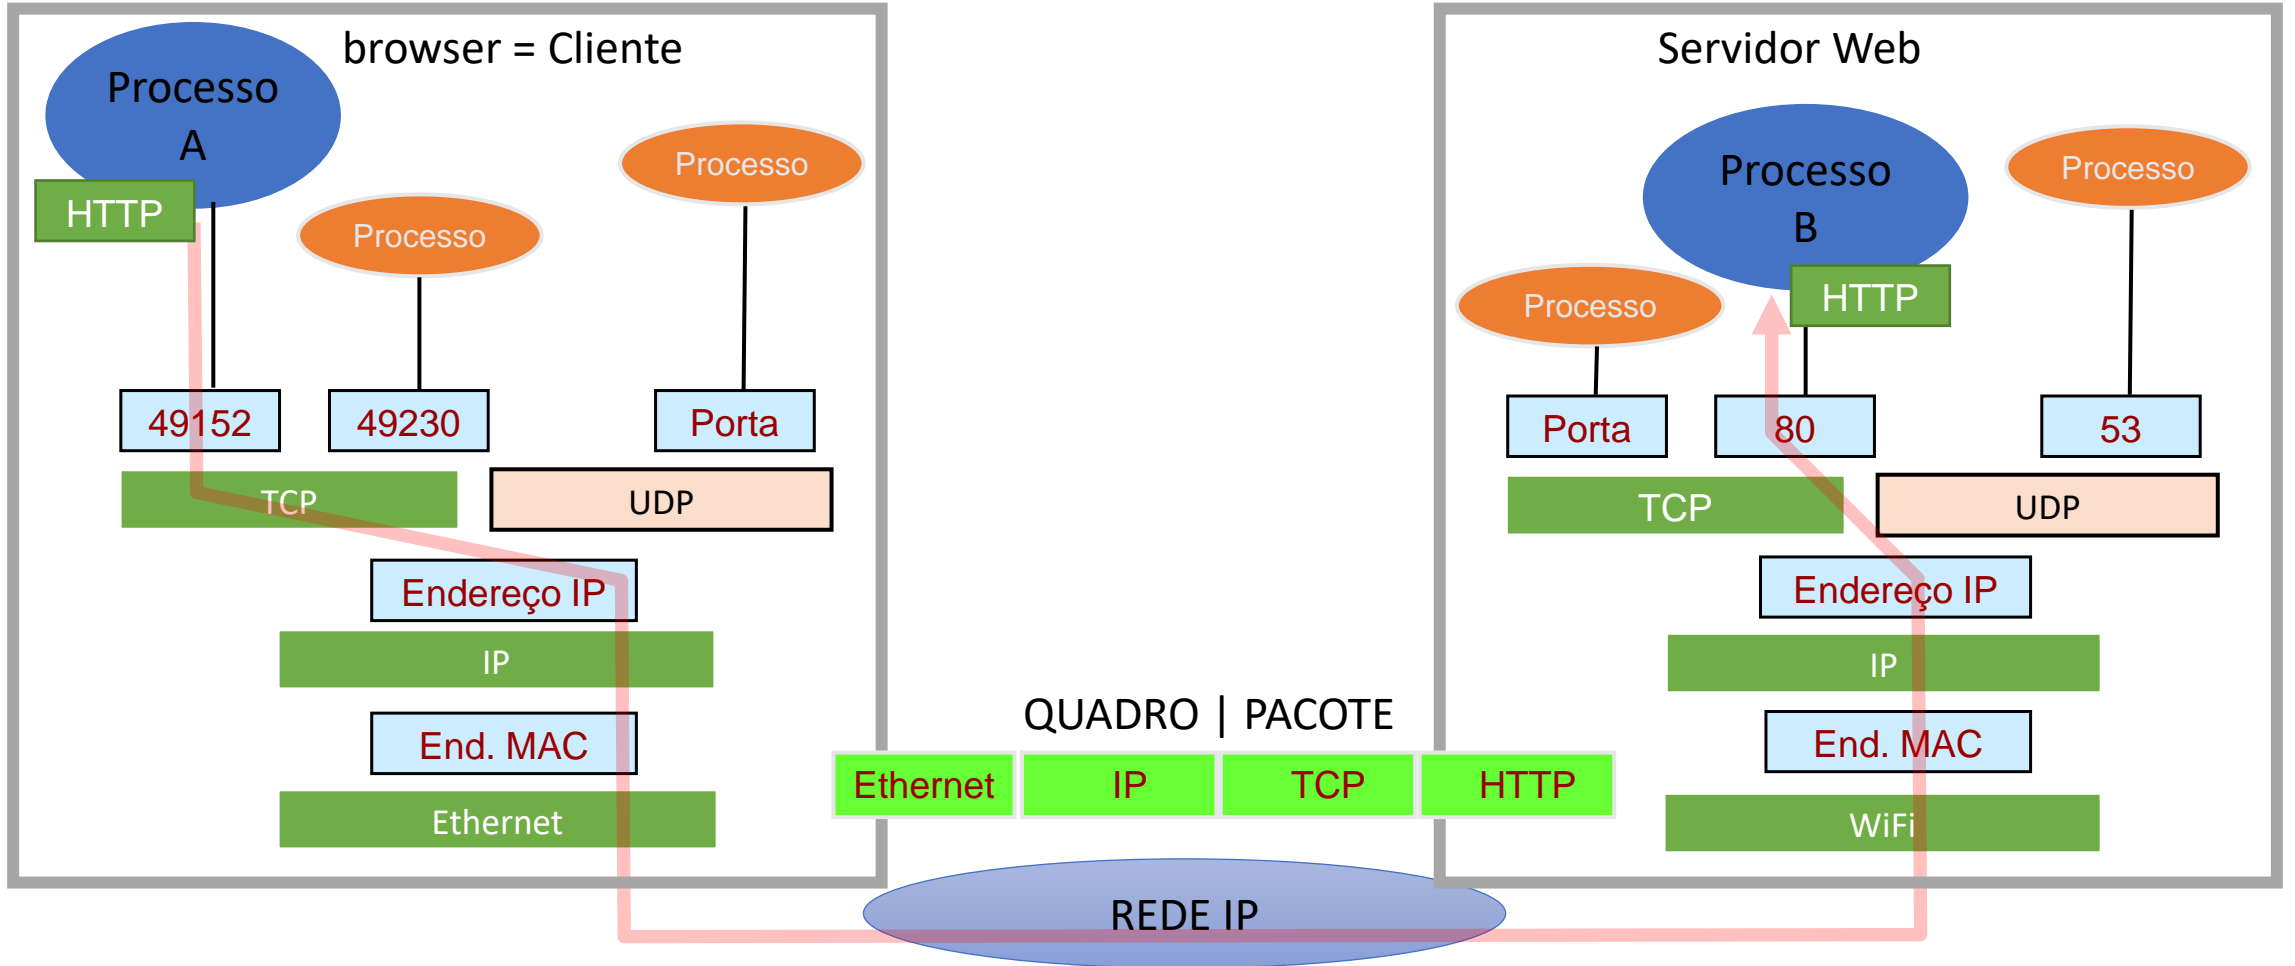 browser = Cliente
Processo
A
HTTP
Processo
Processo
49152
49230
Porta
TCP
UDP
Endereço IP
IP
End. MAC
Ethernet
QUADRO | PACOTE
Ethernet
IP
TCP
HTTP
REDE IP
Servidor Web
Processo
B
HTTP
Processo
Processo
Porta
80
53
TCP
UDP
Endereço IP
IP
End. MAC
WiFi